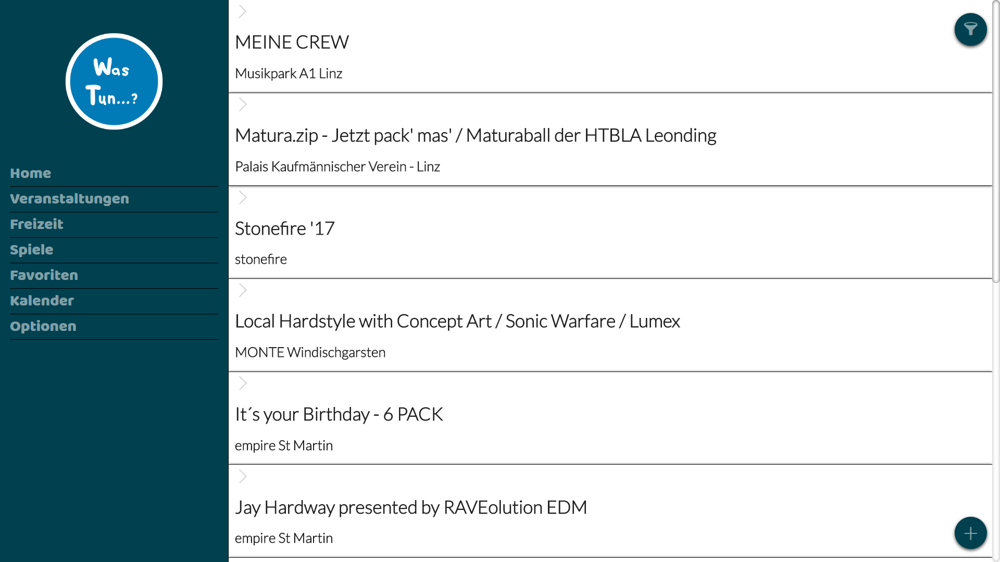 Was
Tun...?
Home
Veranstaltungen
Freizeit
Spiele
Favoriten
Kalender
Optionen
MEINE CREW
Musikpark A1 Linz
Matura.zip - Jetzt pack' mas' / Maturaball der HTBLA Leonding
Palais Kaufmännischer Verein - Linz
Stonefire '17
stonefire
Local Hardstyle with Concept Art / Sonic Warfare / Lumex
MONTE Windischgarsten
It´s your Birthday - 6 PACK
empire St Martin
Jay Hardway presented by RAVEolution EDM
empire St Martin